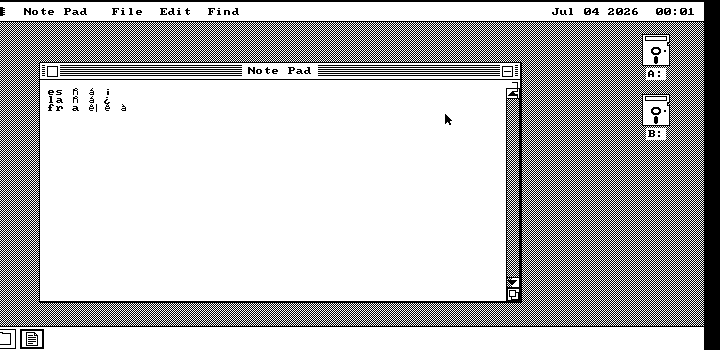 Note Pad File Edit Find Jul 04 2026 00:01
Note Pad
es ñ á ¡
la ñ á ¿
fr a ê ë à
A:
B: